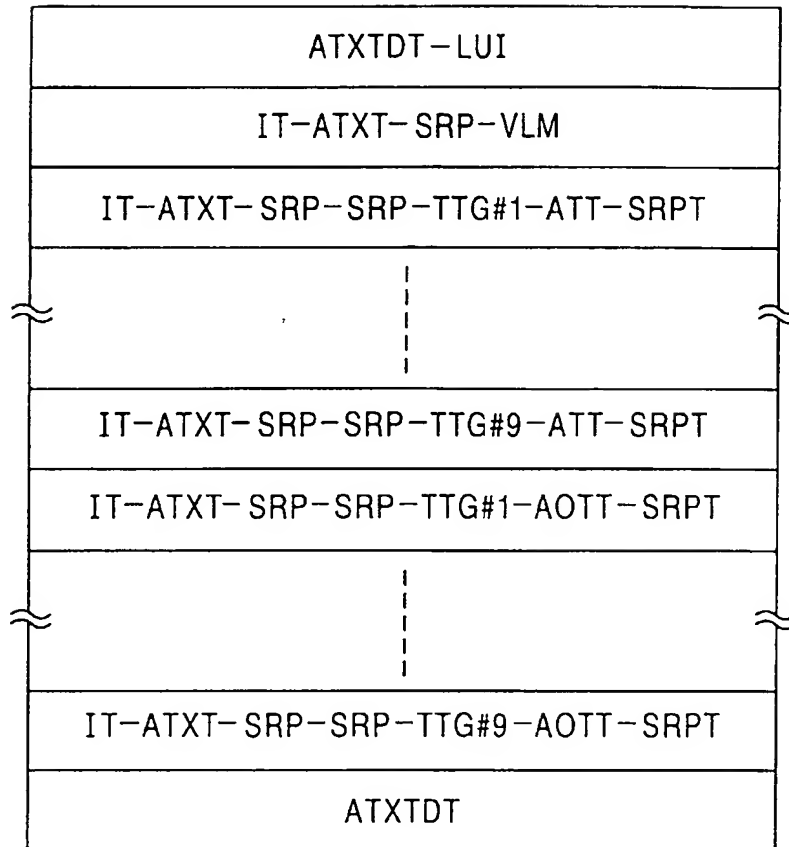 ATXTDT-LUI
IT-ATXT-SRP-VLM
IT-ATXT-SRP-SRP-TTG#1-ATT-SRPT
IT-ATXT-SRP-SRP-TTG#9-ATT-SRPT
IT-ATXT-SRP-SRP-TTG#1-AOTT-SRPT
IT-ATXT-SRP-SRP-TTG#9-AOTT-SRPT
ATXTDT